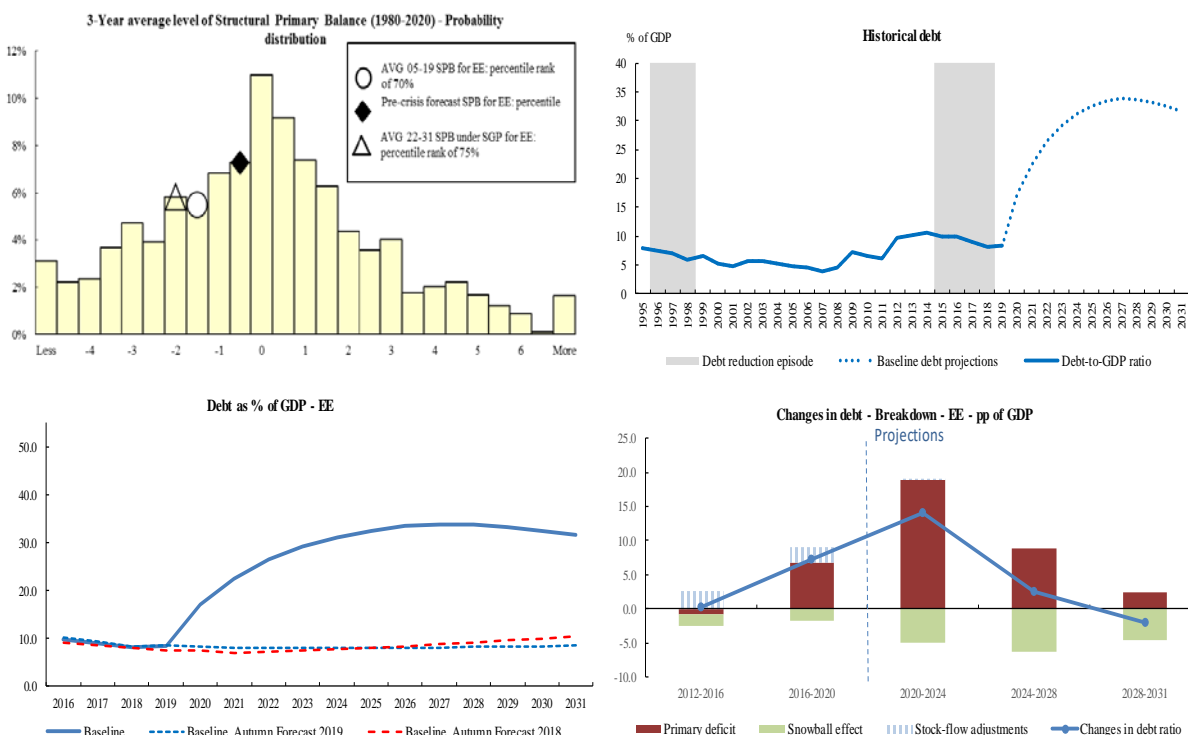 3-Year average level of Structural Primary Balance (1980-2020) - Probability
distribution
12%
10%
8%
6%
4%
2%
0%
AVG 05-19 SPB for EE: percentile rank
of 70%
Pre-crisis forecast SPB for EE: percentile
AVG 22-31 SPB under SGP for EE:
percentile rank of 75%
Less -4 -3 -2 -1 0 1 2 3 4 5 6 More
Historical debt
% of GDP
40
35
30
25
20
15
10
5
0
1995 1996 1997 1998 1999 2000 2001 2002 2003 2004 2005 2006 2007 2008 2009 2010 2011 2012 2013 2014 2015 2016 2017 2018 2019 2020 2021 2022 2023 2024 2025 2026 2027 2028 2029 2030 2031
Debt reduction episode Baseline debt projections Debt-to-GDP ratio
Debt as % of GDP - EE
50.0
40.0
30.0
20.0
10.0
0.0
2016 2017 2018 2019 2020 2021 2022 2023 2024 2025 2026 2027 2028 2029 2030 2031
Baseline Baseline Autumn Forecast 2019 Baseline Autumn Forecast 2018
Changes in debt - Breakdown - EE - pp of GDP
Projections
25.0
20.0
15.0
10.0
5.0
0.0
-5.0
-10.0
2012-2016 2016-2020 2020-2024 2024-2028 2028-2031
Primary deficit Snowball effect Stock-flow adjustments Changes in debt ratio